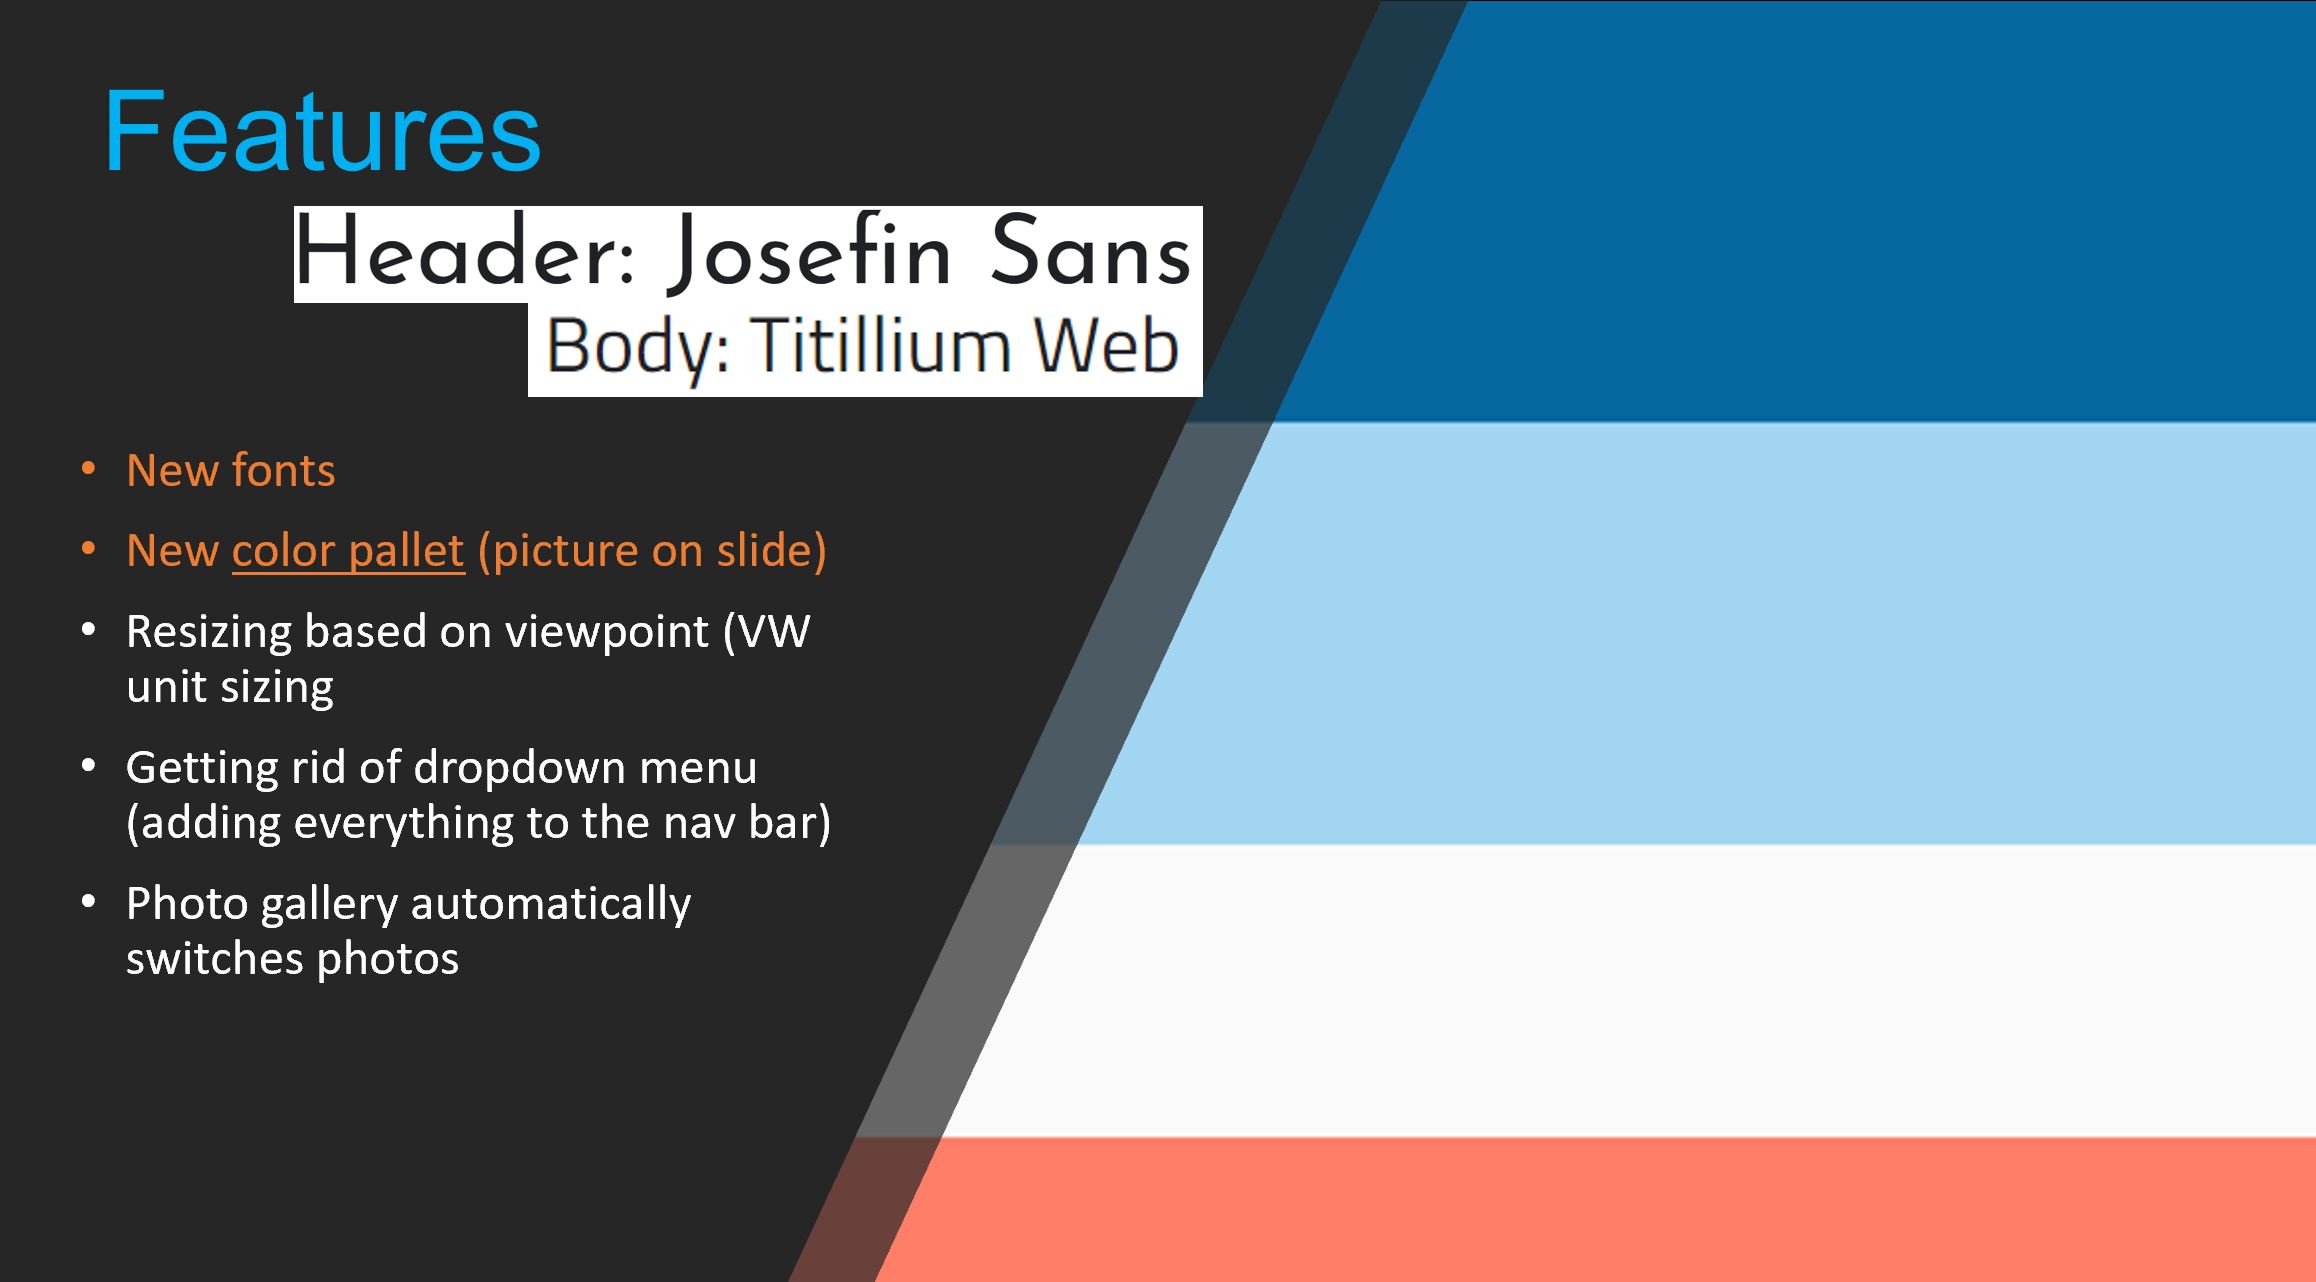 Features
Header: Josefin Sans
Body: Titillium Web
• New fonts
• New color pallet (picture on slide)
• Resizing based on viewpoint (VW
unit sizing
• Getting rid of dropdown menu
(adding everything to the nav bar)
• Photo gallery automatically
switches photos